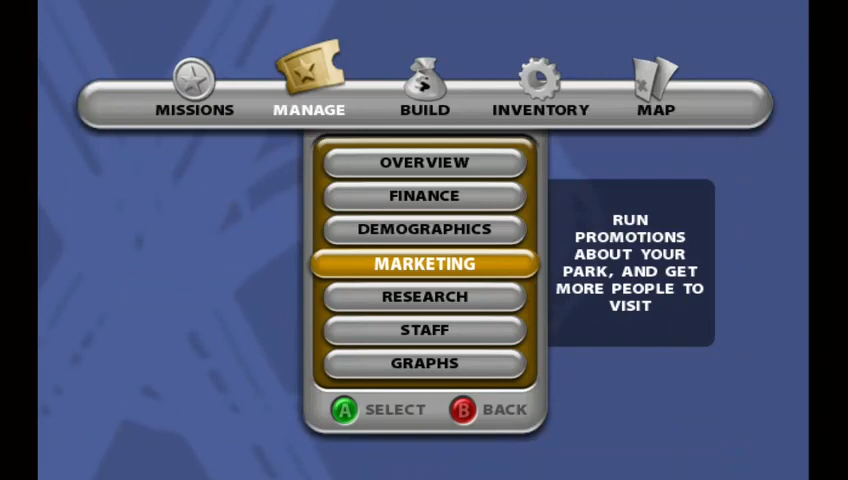 MISSIONS MANAGE BUILD INVENTORY MAP
OVERVIEW
FINANCE
DEMOGRAPHICS
MARKETING
RESEARCH
STAFF
GRAPHS
A SELECT B BACK
RUN
PROMOTIONS
ABOUT YOUR
PARK, AND GET
MORE PEOPLE TO
VISIT